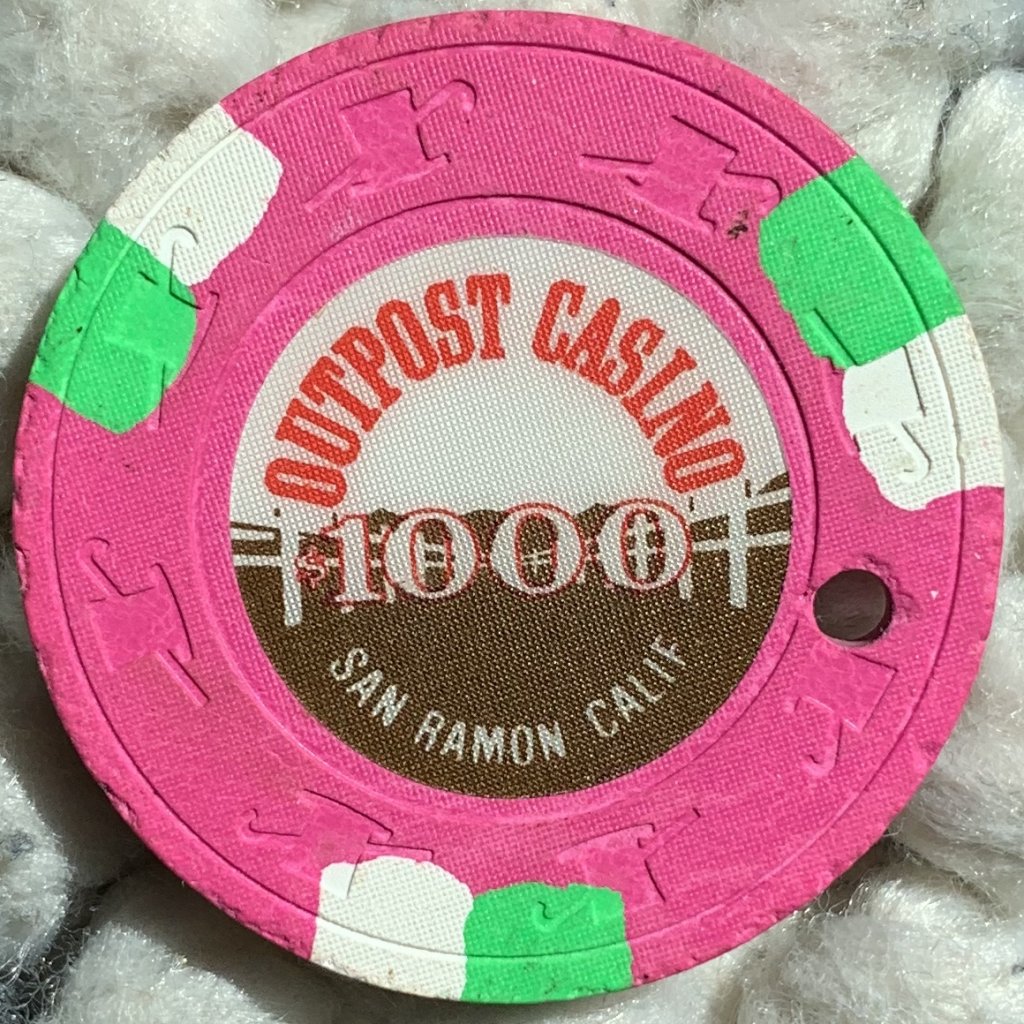 OUTPOST CASINO
$1000
SAN RAMON CALIF